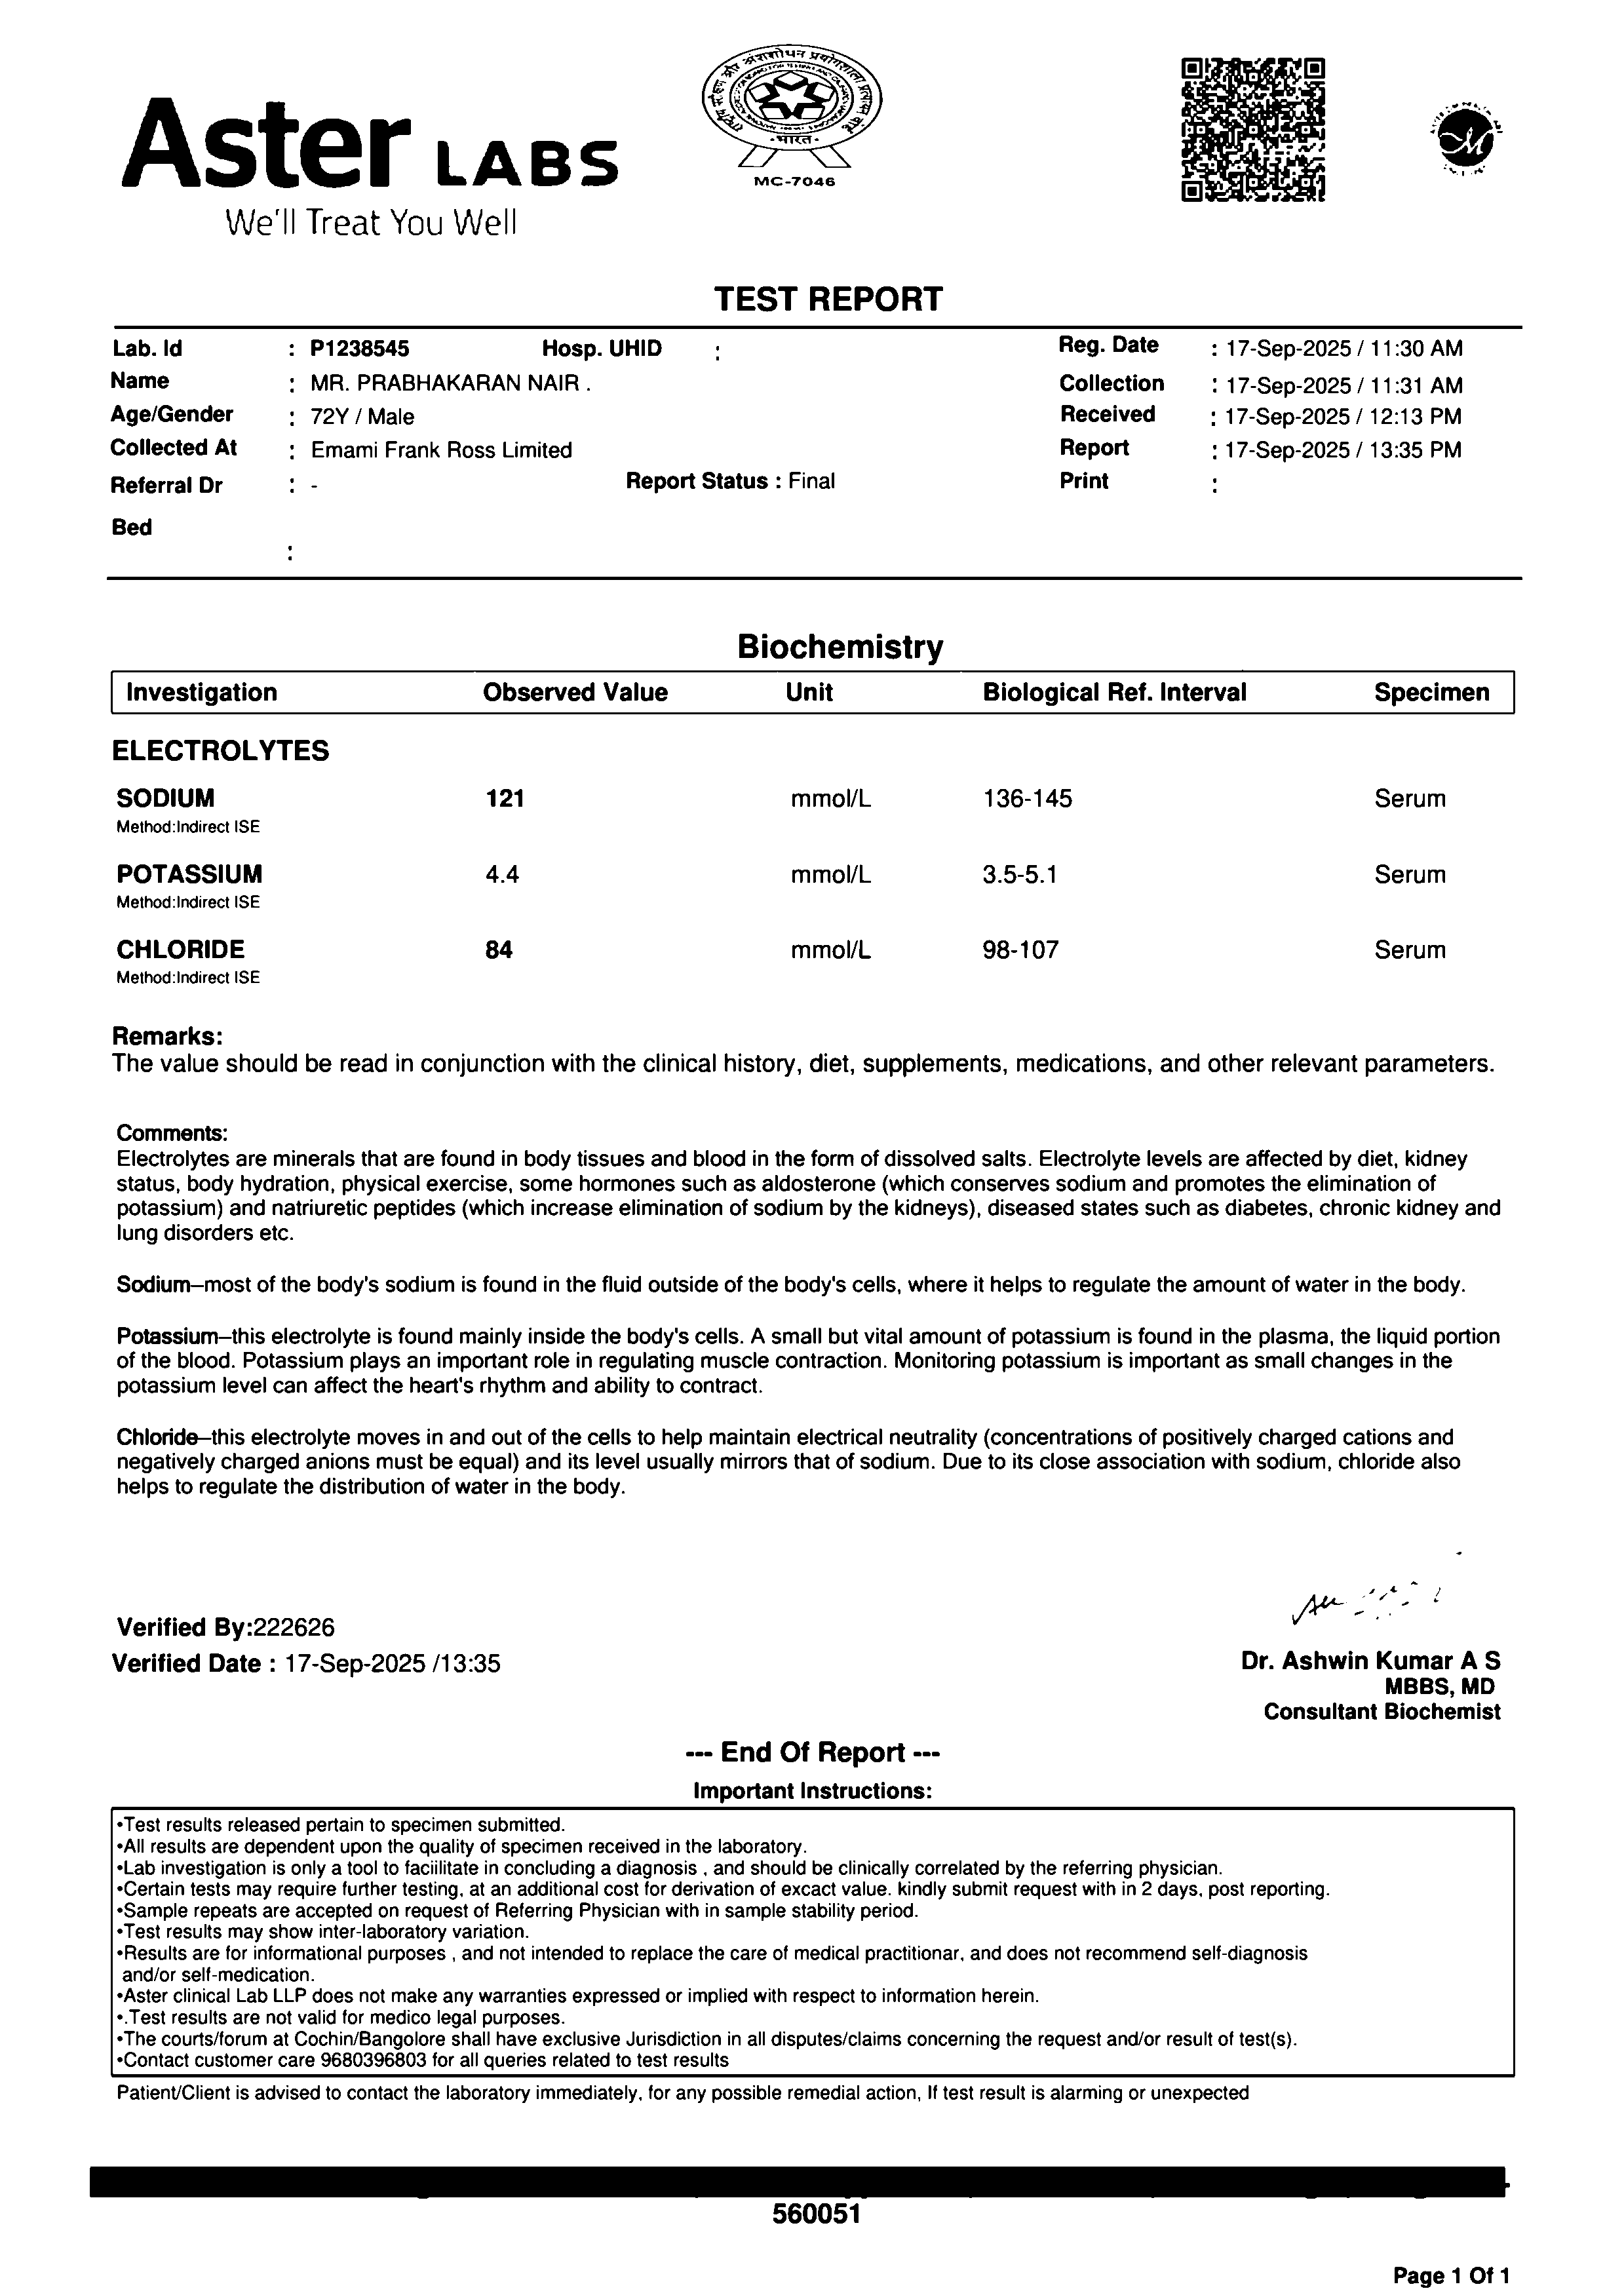 Aster LABS
We'll Treat You Well
भारत
MC-7046
TEST REPORT
Lab. Id : P1238545 Hosp. UHID : Reg. Date : 17-Sep-2025 / 11:30 AM
Name : MR. PRABHAKARAN NAIR . Collection : 17-Sep-2025 / 11:31 AM
Age/Gender : 72Y / Male Received : 17-Sep-2025 / 12:13 PM
Collected At : Emami Frank Ross Limited Report : 17-Sep-2025 / 13:35 PM
Referral Dr : - Report Status : Final Print :
Bed :
Biochemistry
Investigation Observed Value Unit Biological Ref. Interval Specimen
ELECTROLYTES
SODIUM 121 mmol/L 136-145 Serum
Method:Indirect ISE
POTASSIUM 4.4 mmol/L 3.5-5.1 Serum
Method:Indirect ISE
CHLORIDE 84 mmol/L 98-107 Serum
Method:Indirect ISE
Remarks:
The value should be read in conjunction with the clinical history, diet, supplements, medications, and other relevant parameters.
Comments:
Electrolytes are minerals that are found in body tissues and blood in the form of dissolved salts. Electrolyte levels are affected by diet, kidney
status, body hydration, physical exercise, some hormones such as aldosterone (which conserves sodium and promotes the elimination of
potassium) and natriuretic peptides (which increase elimination of sodium by the kidneys), diseased states such as diabetes, chronic kidney and
lung disorders etc.
Sodium–most of the body's sodium is found in the fluid outside of the body's cells, where it helps to regulate the amount of water in the body.
Potassium–this electrolyte is found mainly inside the body's cells. A small but vital amount of potassium is found in the plasma, the liquid portion
of the blood. Potassium plays an important role in regulating muscle contraction. Monitoring potassium is important as small changes in the
potassium level can affect the heart's rhythm and ability to contract.
Chloride–this electrolyte moves in and out of the cells to help maintain electrical neutrality (concentrations of positively charged cations and
negatively charged anions must be equal) and its level usually mirrors that of sodium. Due to its close association with sodium, chloride also
helps to regulate the distribution of water in the body.
Verified By:222626
Verified Date : 17-Sep-2025 /13:35
Dr. Ashwin Kumar A S
MBBS, MD
Consultant Biochemist
--- End Of Report ---
Important Instructions:
•Test results released pertain to specimen submitted.
•All results are dependent upon the quality of specimen received in the laboratory.
•Lab investigation is only a tool to faciilitate in concluding a diagnosis , and should be clinically correlated by the referring physician.
•Certain tests may require further testing, at an additional cost for derivation of excact value. kindly submit request with in 2 days, post reporting.
•Sample repeats are accepted on request of Referring Physician with in sample stability period.
•Test results may show inter-laboratory variation.
•Results are for informational purposes , and not intended to replace the care of medical practitionar, and does not recommend self-diagnosis
and/or self-medication.
•Aster clinical Lab LLP does not make any warranties expressed or implied with respect to information herein.
•.Test results are not valid for medico legal purposes.
•The courts/forum at Cochin/Bangolore shall have exclusive Jurisdiction in all disputes/claims concerning the request and/or result of test(s).
•Contact customer care 9680396803 for all queries related to test results
Patient/Client is advised to contact the laboratory immediately, for any possible remedial action, If test result is alarming or unexpected
560051
Page 1 Of 1